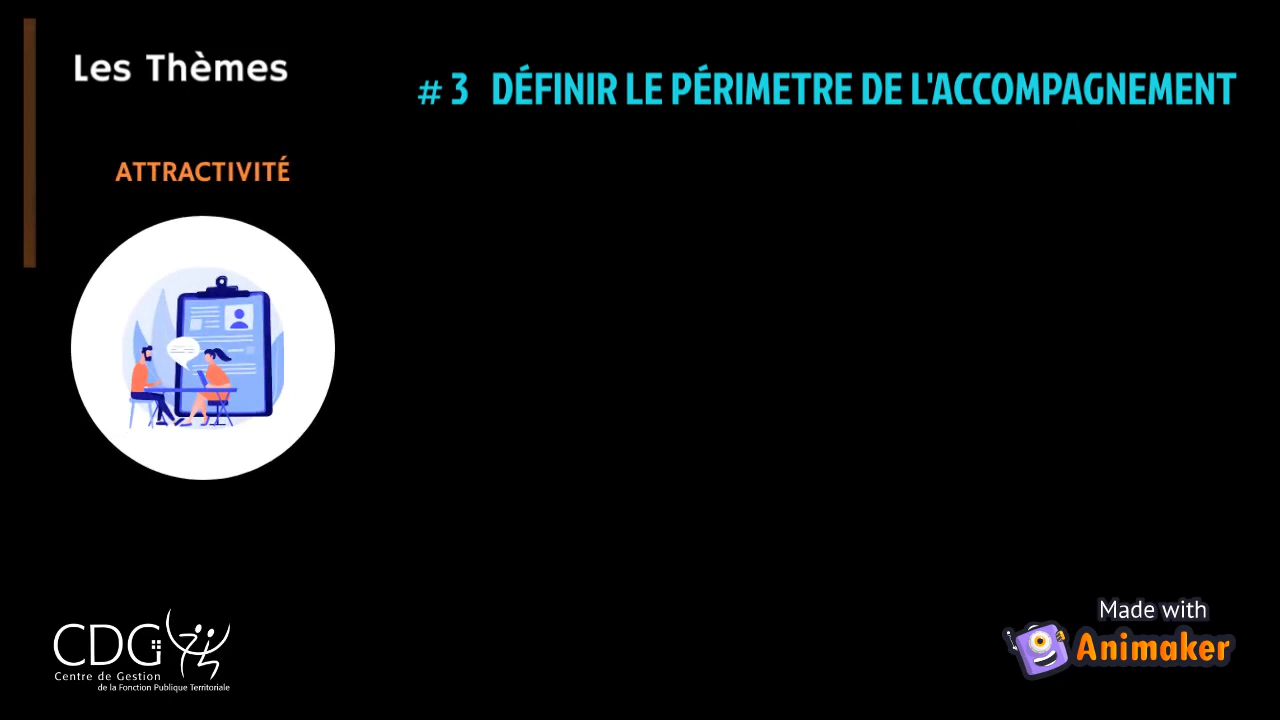 Les Thèmes
# 3 DÉFINIR LE PÉRIMETRE DE L'ACCOMPAGNEMENT
ATTRACTIVITÉ
CDG
Centre de Gestion
de la Fonction Publique Territoriale
Made with
Animaker